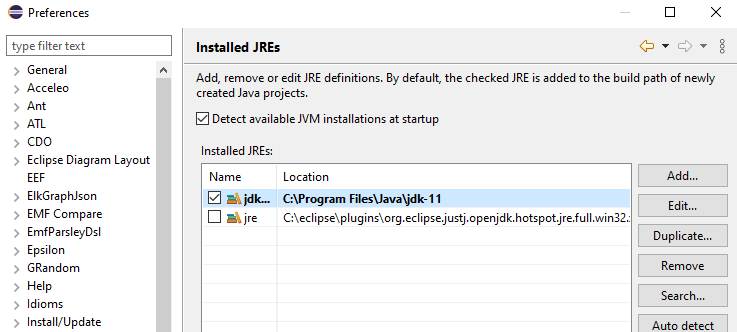 Preferences
type filter text
General
Acceleo
Ant
ATL
CDO
Eclipse Diagram Layout
EEF
ElkGraphJson
EMF Compare
EmfParsleyDsl
Epsilon
GRandom
Help
Idioms
Install/Update
Installed JREs
Add, remove or edit JRE definitions. By default, the checked JRE is added to the build path of newly
created Java projects.
Detect available JVM installations at startup
Installed JREs:
Name Location
jdk... C:\Program Files\Java\jdk-11
jre C:\eclipse\plugins\org.eclipse.justj.openjdk.hotspot.jre.full.win32.
Add...
Edit...
Duplicate...
Remove
Search...
Auto detect